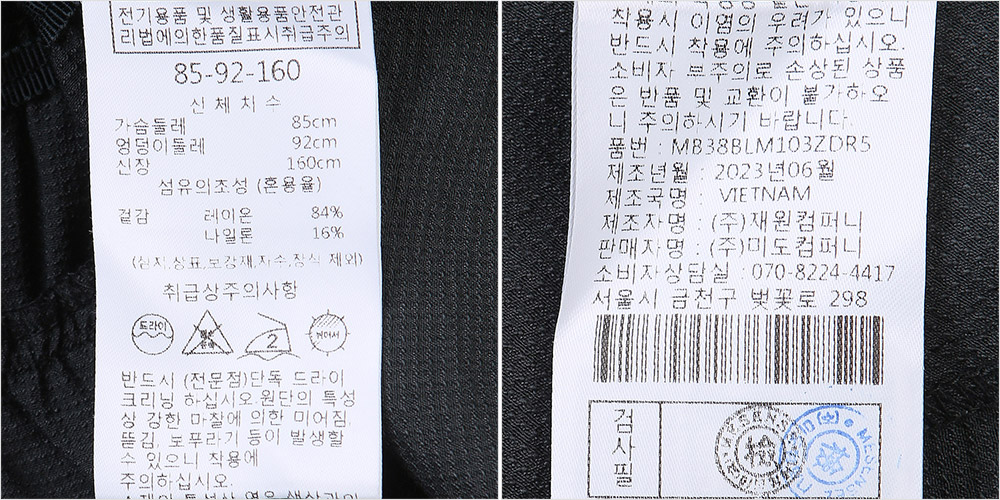 전기용품 및 생활용품안전관
리법에의한품질표시취급주의
85-92-160
신 체 치 수
가슴둘레 85cm
엉덩이둘레 92cm
신장 160cm
섬유의조성 (혼용율)
겉감 레이온 84%
나일론 16%
(심지,상표,보강재,자수,장식 제외)
취급상주의사항
드라이
2
반드시 (전문점)단독 드라이
크리닝 하십시오.원단의 특성
상 강한 마찰에 의한 미어짐,
뜯김, 보푸라기 등이 발생할
수 있으니 착용에
주의하십시오.
착용시 이염의 우려가 있으니
반드시 착용에 주의하십시오.
소비자 부주의로 손상된 상품
은 반품 및 교환이 불가하오
니 주의하시기 바랍니다.
품번 : MB38BLM103ZDR5
제조년월 : 2023년06월
제조국명 : VIETNAM
제조자명 : (주)재원컴퍼니
판매자명 : (주)미도컴퍼니
소비자상담실 : 070-8224-4417
서울시 금천구 벚꽃로 298
검
사
필
檢